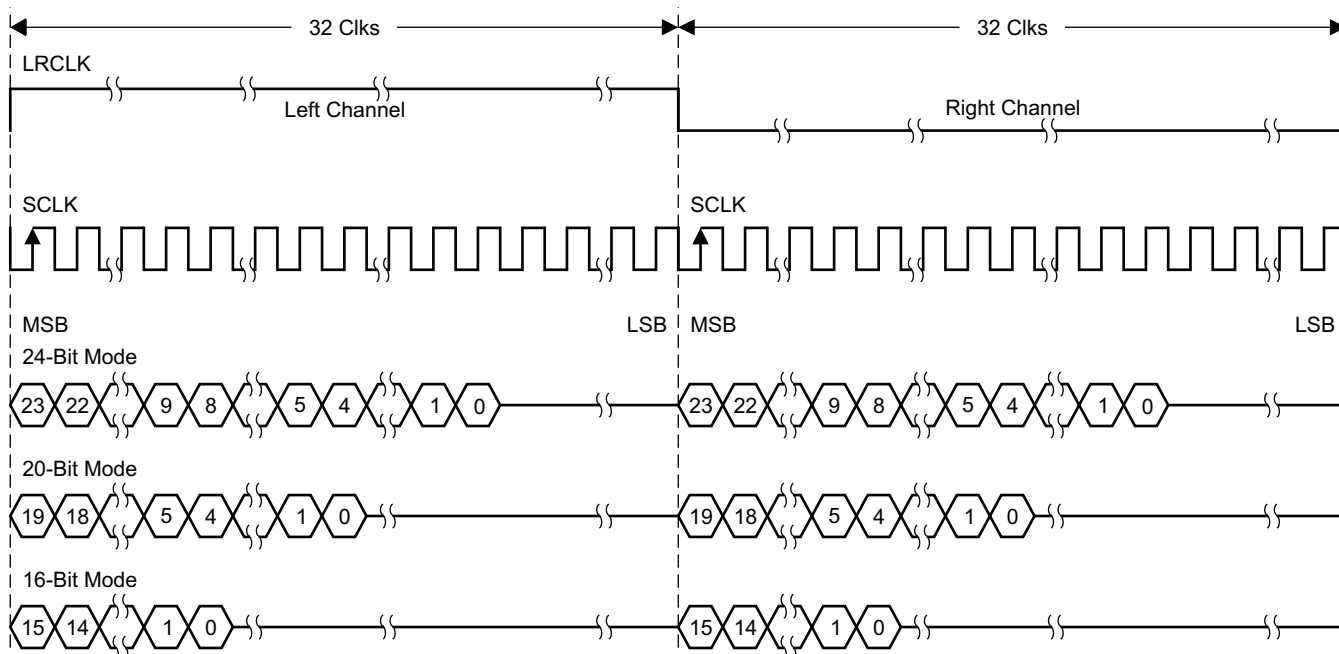 32 Clks 32 Clks
LRCLK
Left Channel Right Channel
SCLK SCLK
MSB LSB MSB LSB
24-Bit Mode
23 22 9 8 5 4 1 0 23 22 9 8 5 4 1 0
20-Bit Mode
19 18 5 4 1 0 19 18 5 4 1 0
16-Bit Mode
15 14 1 0 15 14 1 0